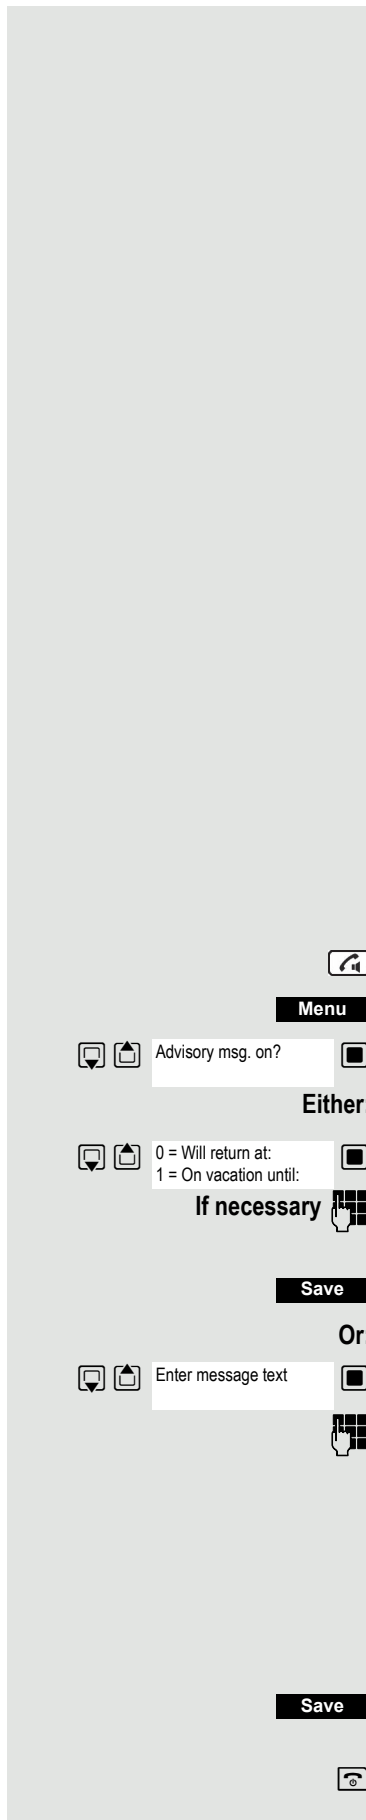 Menu
Advisory msg. on?
Either:
0 = Will return at:
1 = On vacation until:
If necessary
Save
Or:
Enter message text
Save